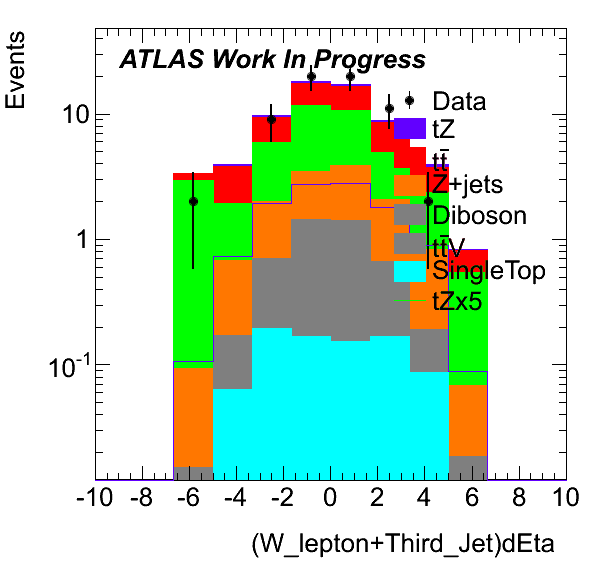 Events
ATLAS Work In Progress
Data
tZ
tt̄
Z+jets
Diboson
tt̄V
SingleTop
tZx5
10
1
10⁻¹
-10 -8 -6 -4 -2 0 2 4 6 8 10
(W_lepton+Third_Jet)dEta